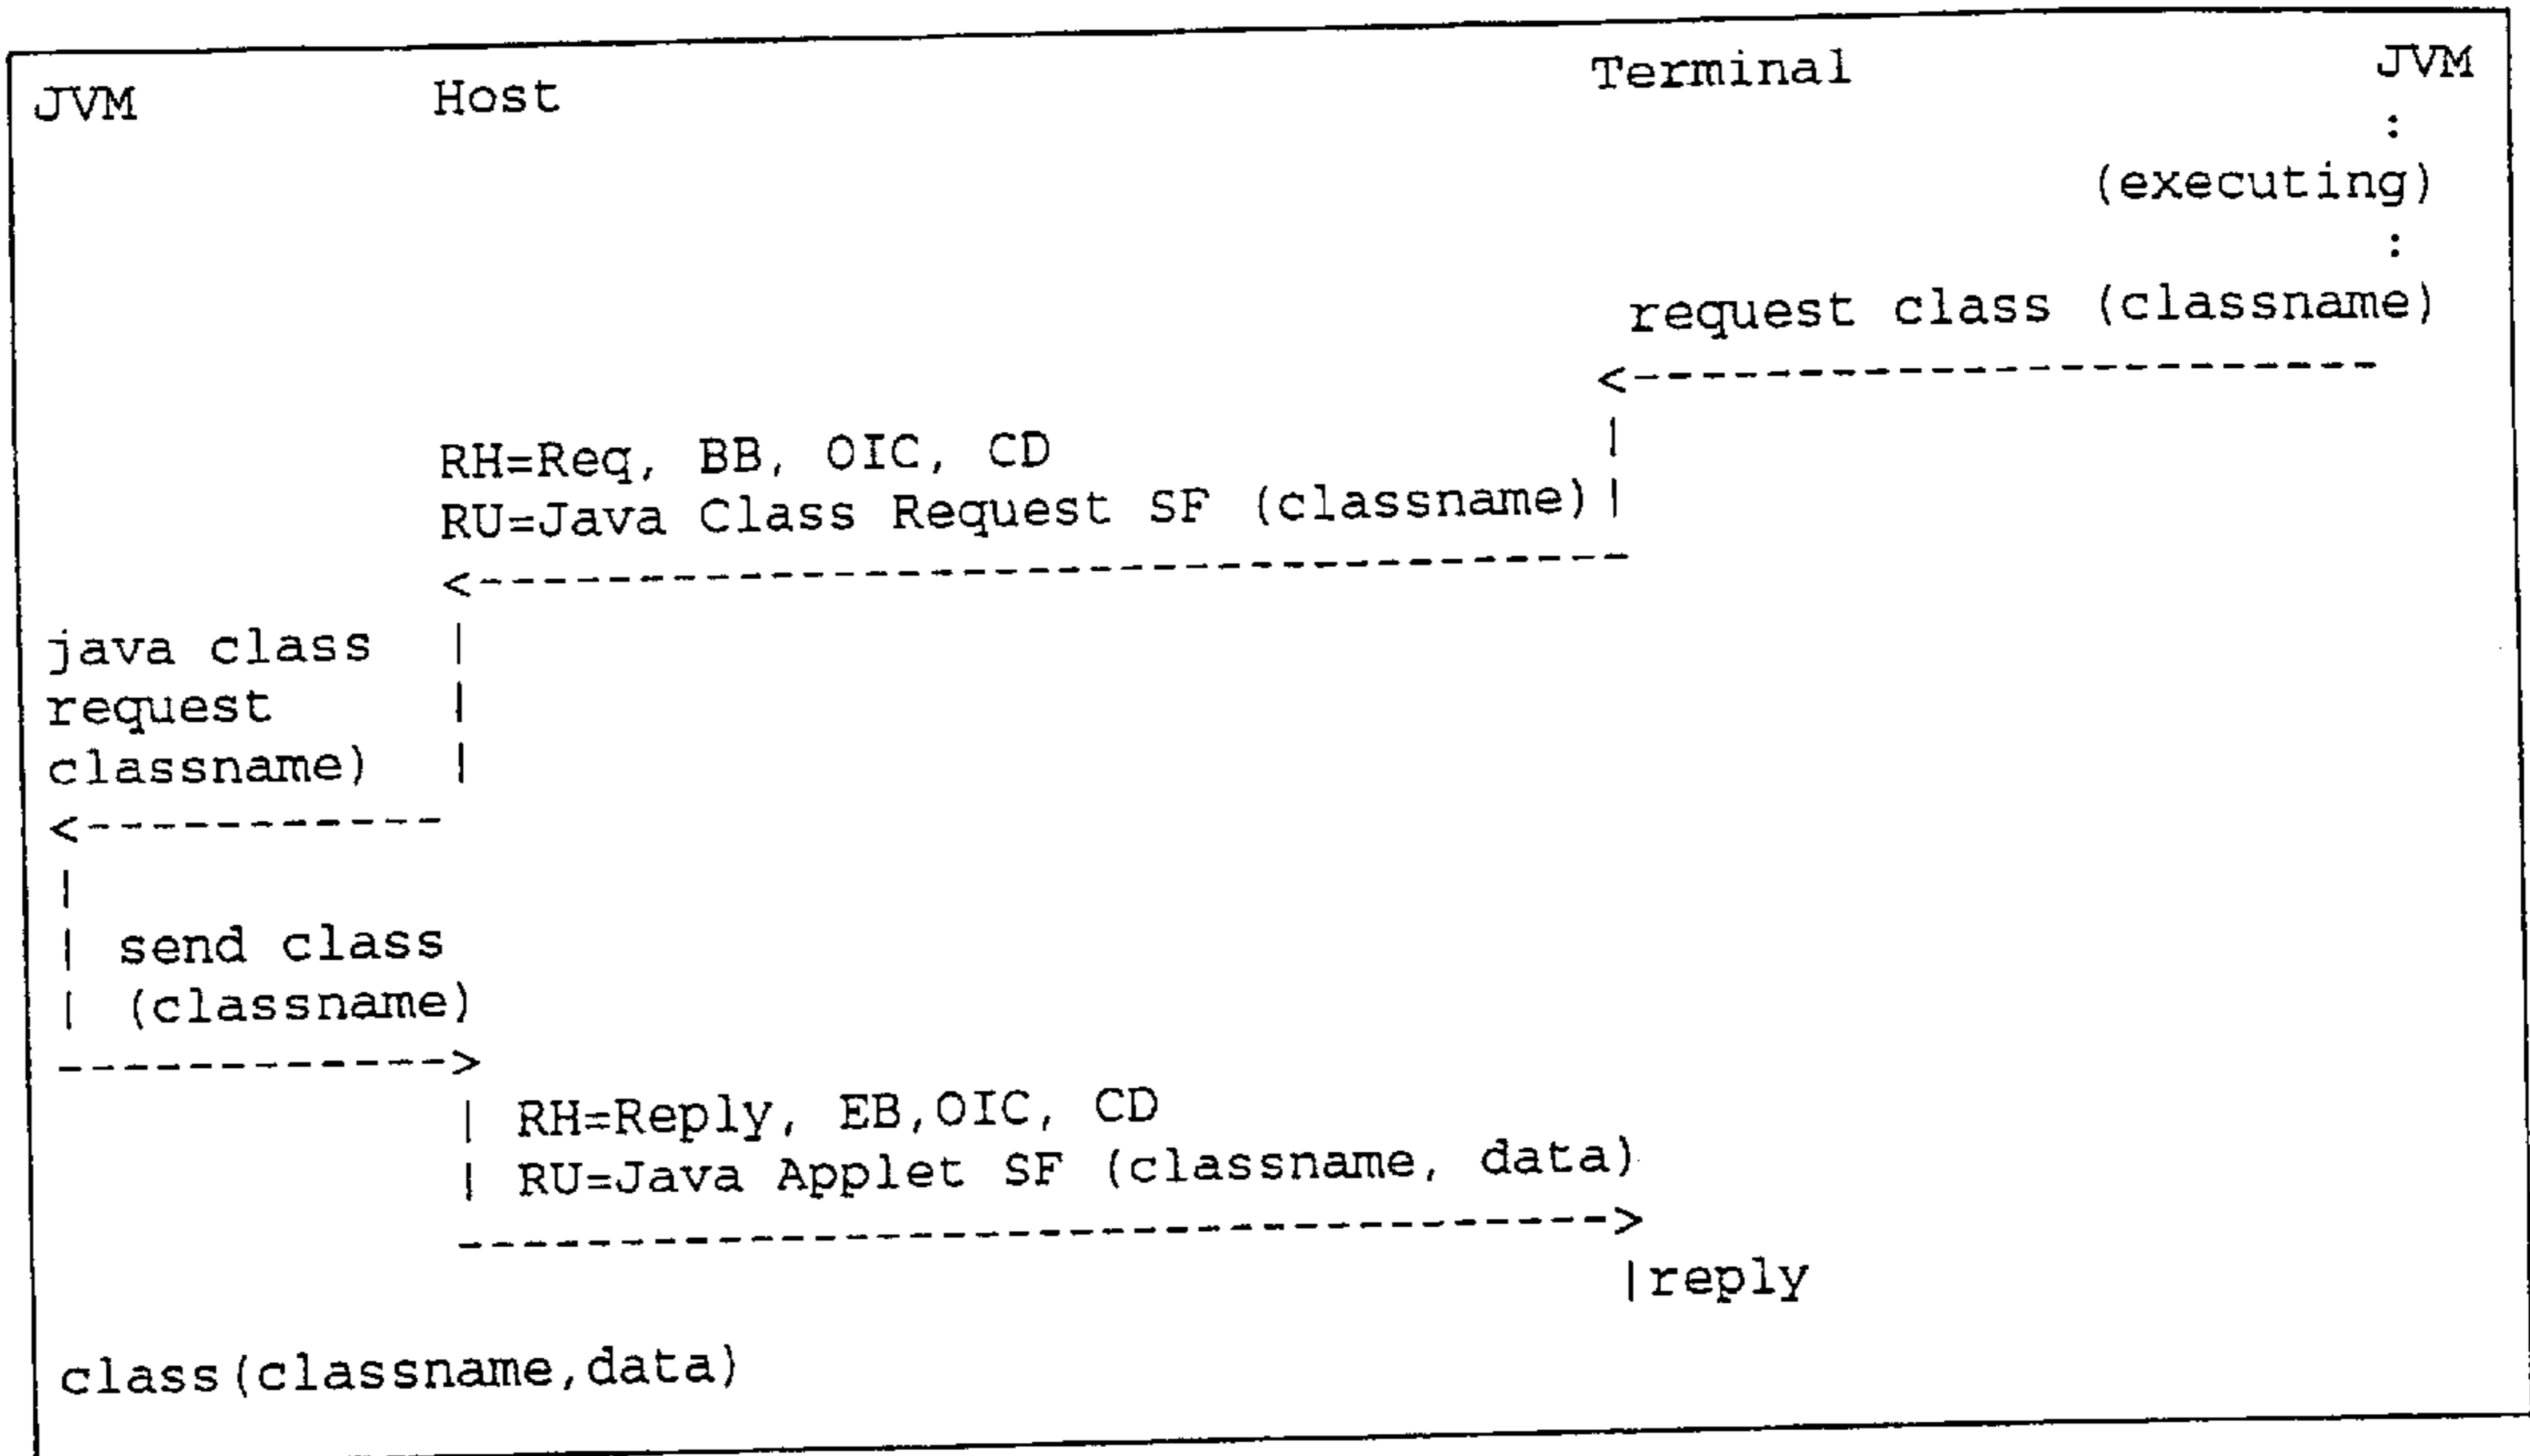 JVM Host Terminal JVM
:
(executing)
:
request class (classname)
<-----------------------
|
RH=Req, BB, OIC, CD
RU=Java Class Request SF (classname)|
<------------------------------------
java class |
request |
classname) |
<-----------
|
| send class
| (classname)
------------>
| RH=Reply, EB,OIC, CD
| RU=Java Applet SF (classname, data)
------------------------------------>
|reply
class(classname,data)